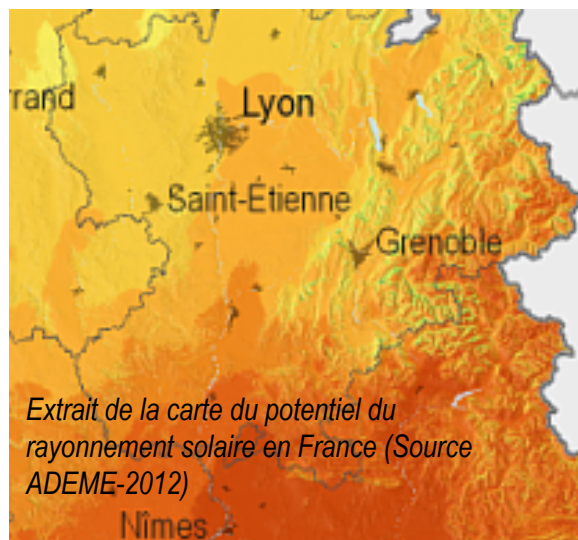 rrand
Lyon
Saint-Étienne
Grenoble
Extrait de la carte du potentiel du
rayonnement solaire en France (Source
ADEME-2012)
Nîmes